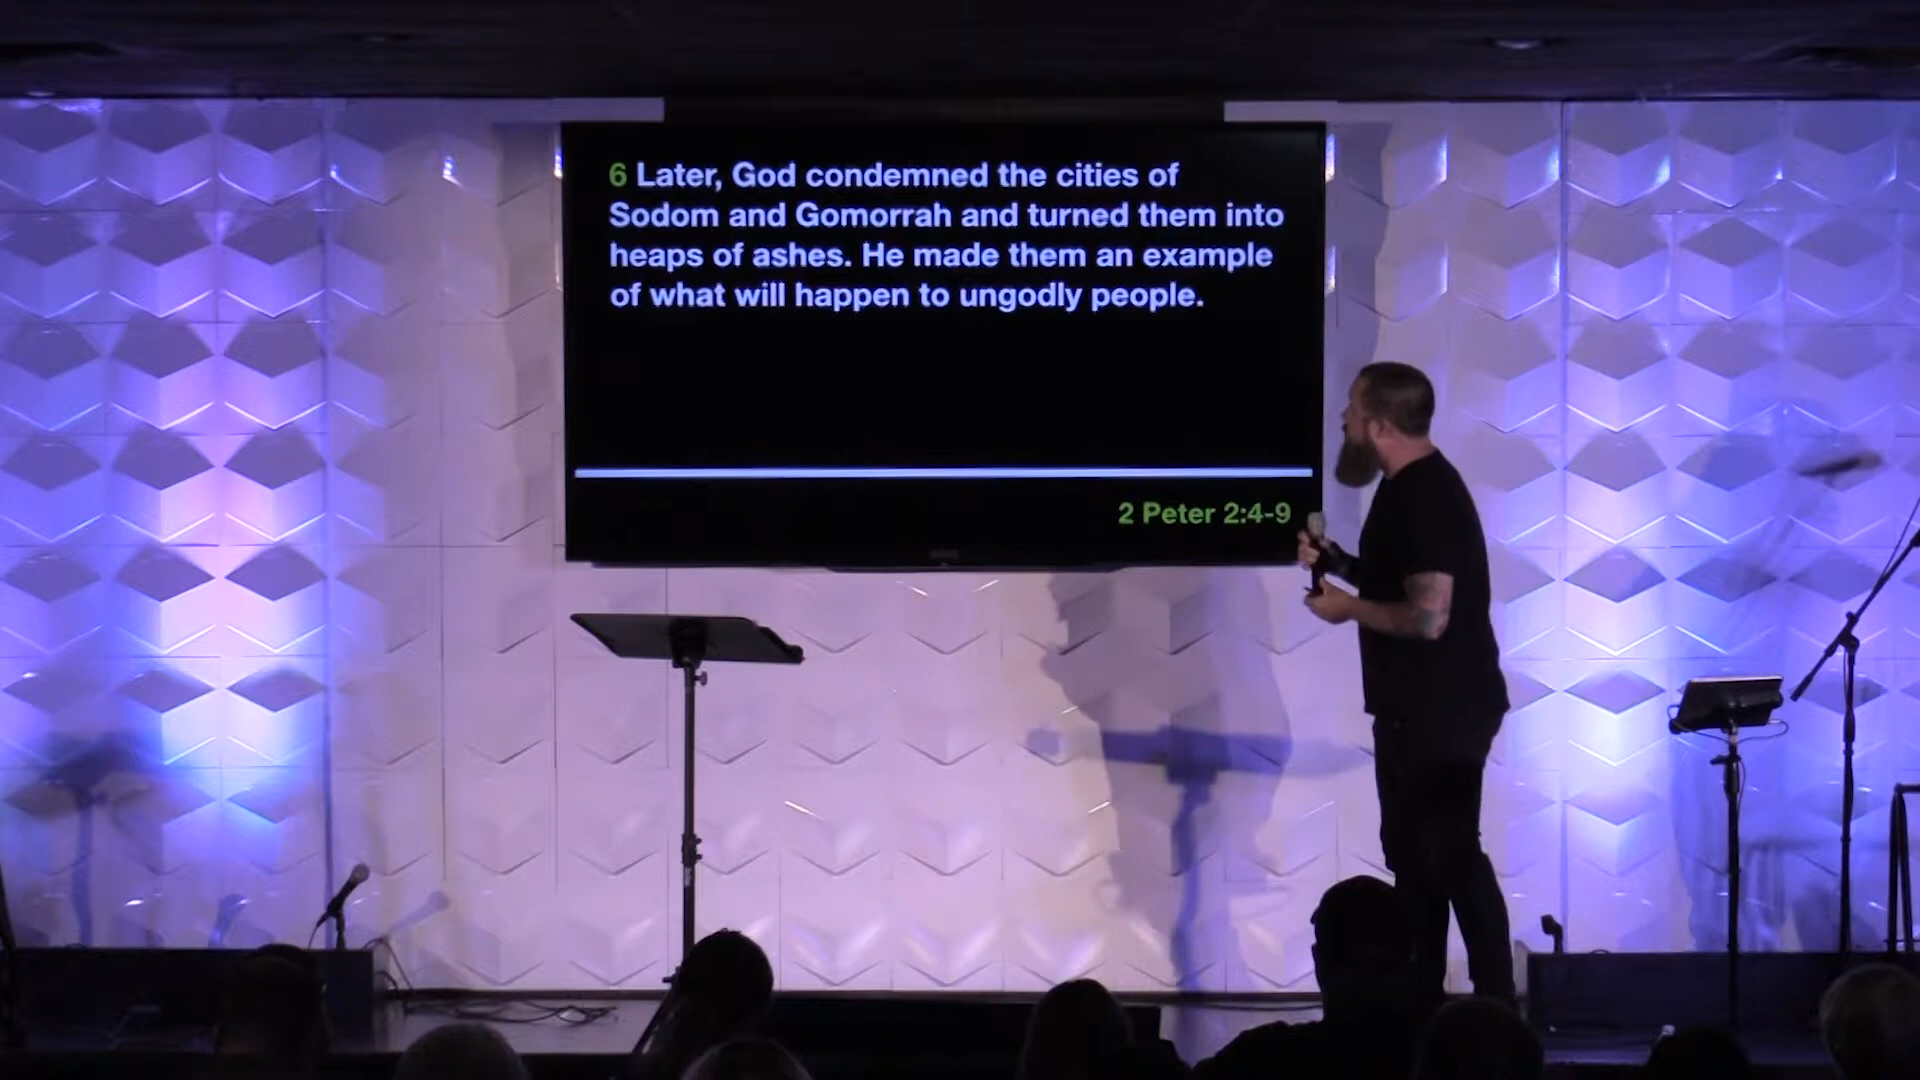 6 Later, God condemned the cities of
Sodom and Gomorrah and turned them into
heaps of ashes. He made them an example
of what will happen to ungodly people.
2 Peter 2:4-9